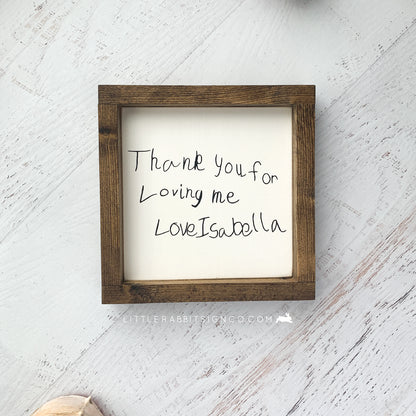 Thank you for
Loving me
Love Isabella
LITTLERABBITSIGNCO.COM